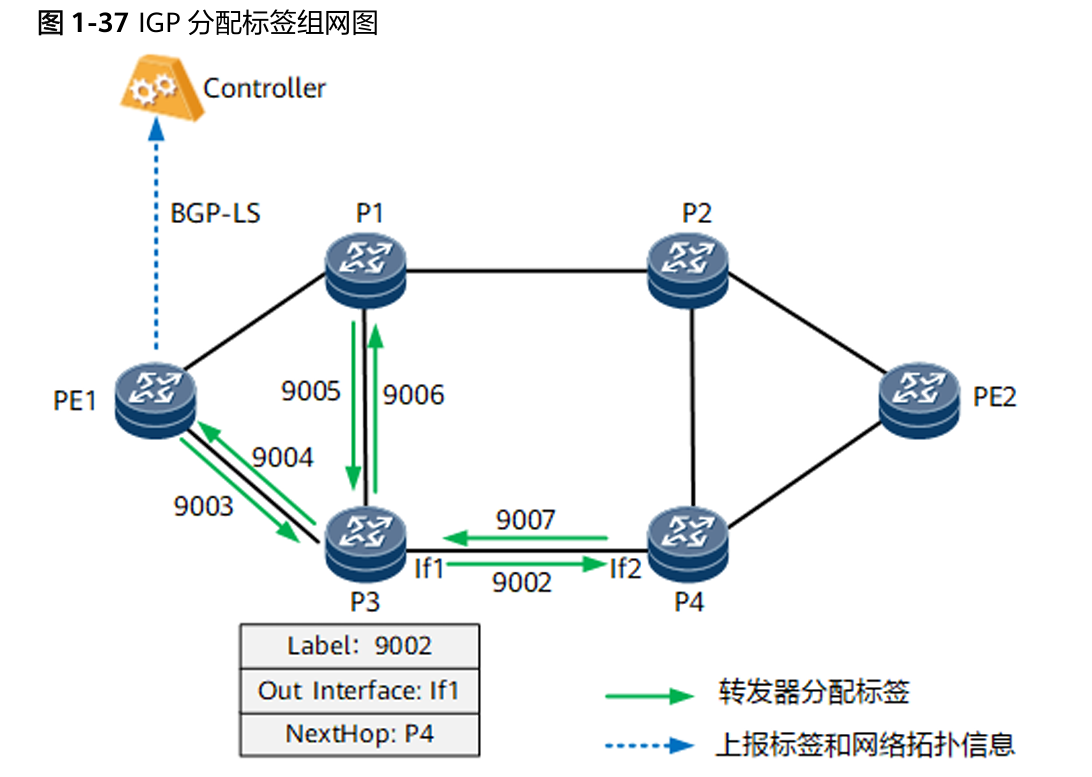 图 1-37 IGP 分配标签组网图
Controller
BGP-LS
P1
P2
9005
9006
PE1
PE2
9004
9003
9007
If1
If2
9002
P3
P4
Label: 9002
Out Interface: If1
NextHop: P4
转发器分配标签
上报标签和网络拓扑信息